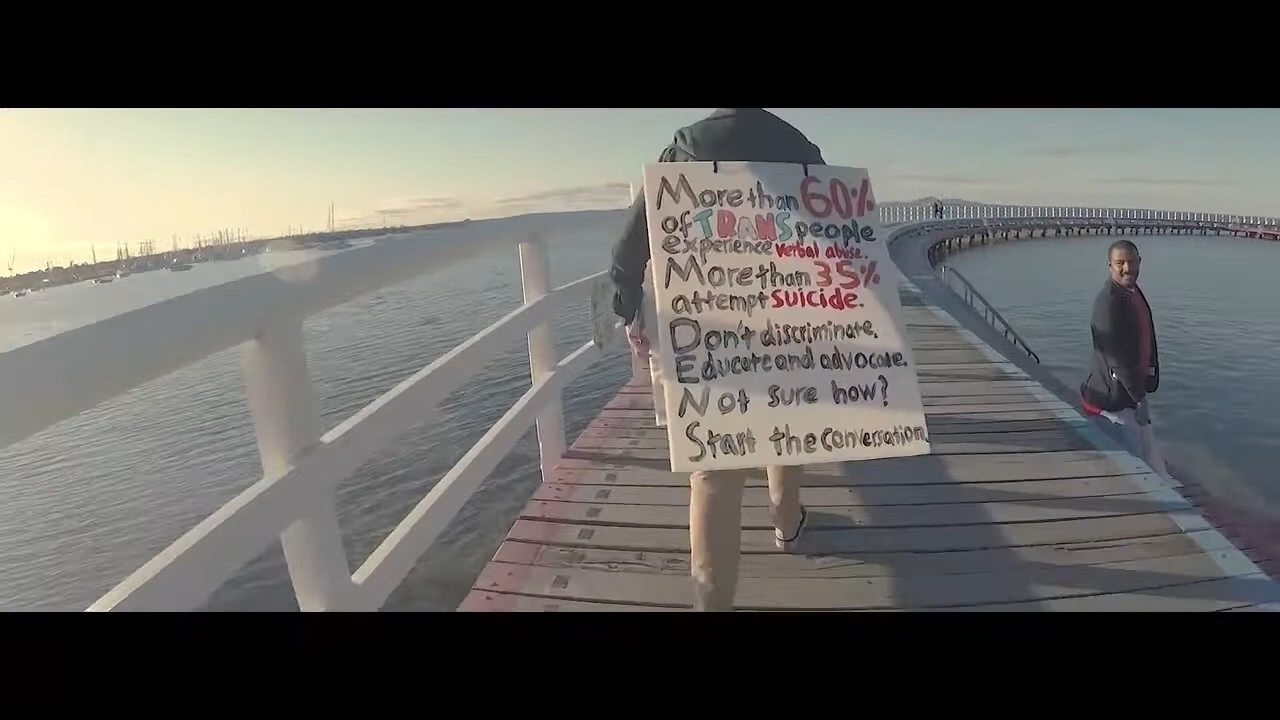 More than 60%
of TRANS people
experience verbal abuse.
More than 35%
attempt suicide.
Don't discriminate.
Educate and advocate.
Not sure how?
Start the conversation.